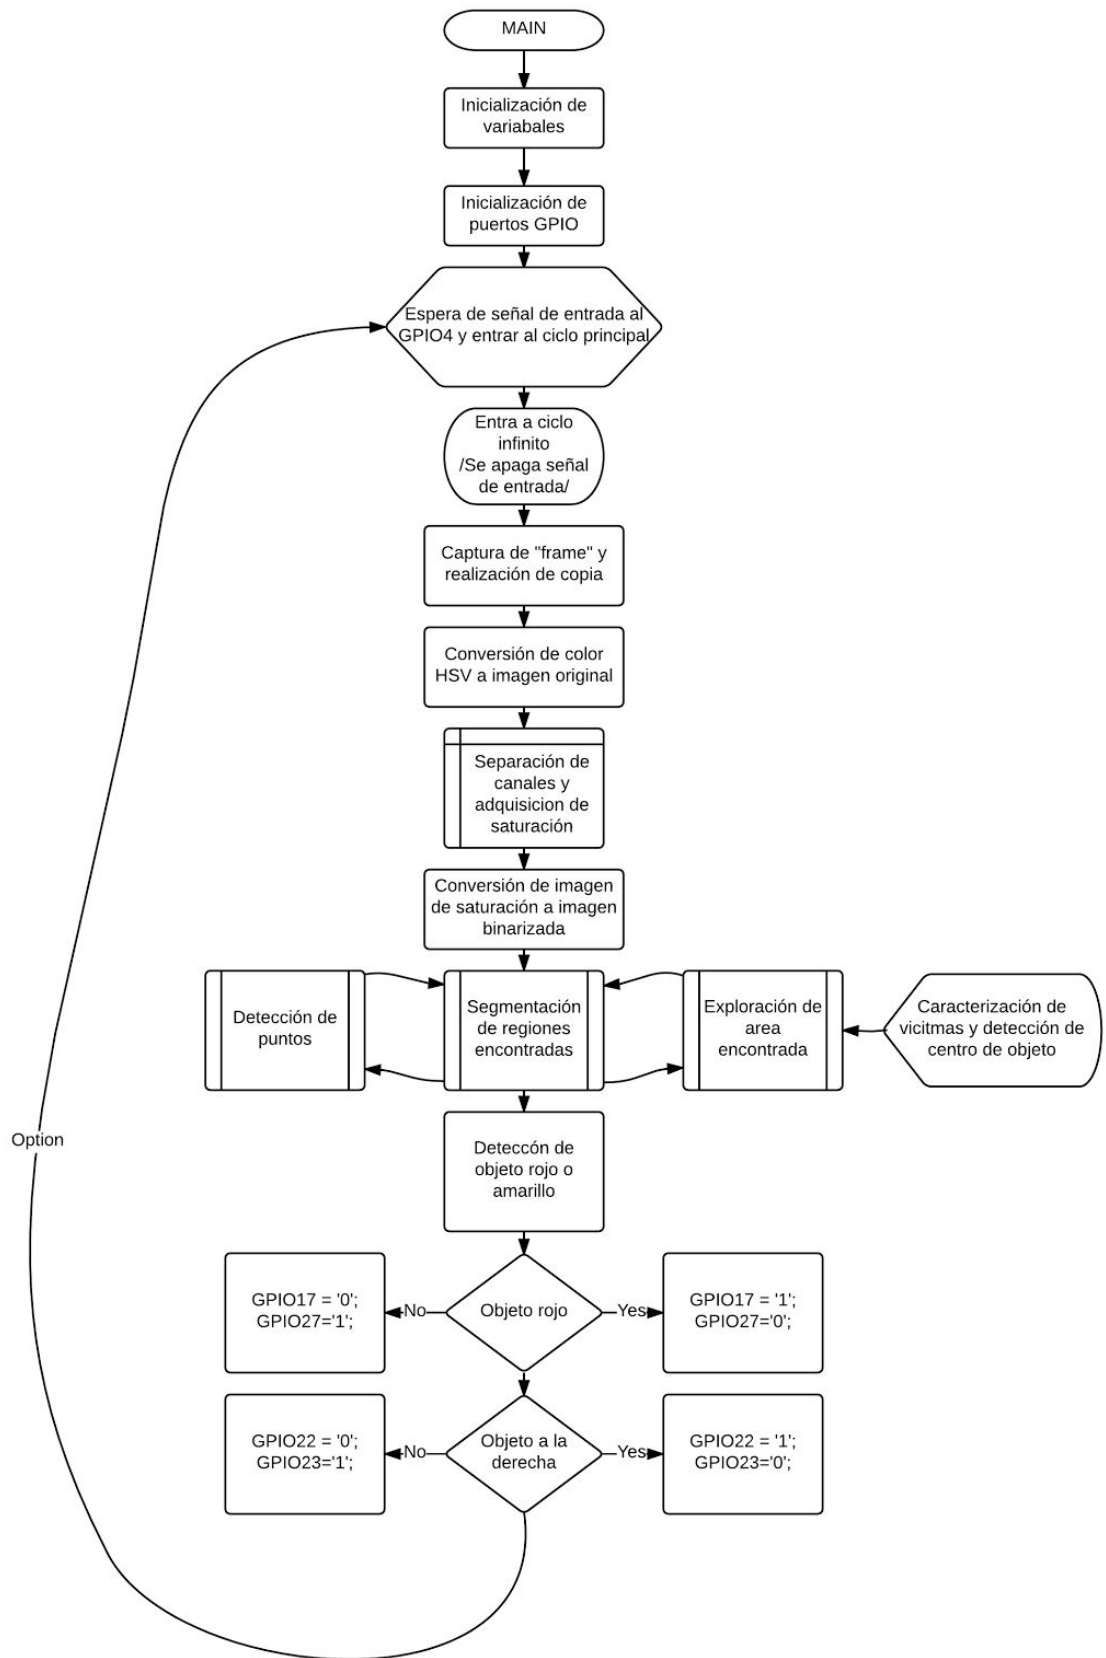 MAIN
Inicialización de
variabales
Inicialización de
puertos GPIO
Espera de señal de entrada al
GPIO4 y entrar al ciclo principal
Entra a ciclo
infinito
/Se apaga señal
de entrada/
Captura de "frame" y
realización de copia
Conversión de color
HSV a imagen original
Separación de
canales y
adquisicion de
saturación
Conversión de imagen
de saturación a imagen
binarizada
Detección de
puntos
Segmentación
de regiones
encontradas
Exploración de
area
encontrada
Caracterización de
vicitmas y detección de
centro de objeto
Option
Deteccón de
objeto rojo o
amarillo
GPIO17 = '0';
GPIO27='1';
No
Objeto rojo
Yes
GPIO17 = '1';
GPIO27='0';
GPIO22 = '0';
GPIO23='1';
No
Objeto a la
derecha
Yes
GPIO22 = '1';
GPIO23='0';